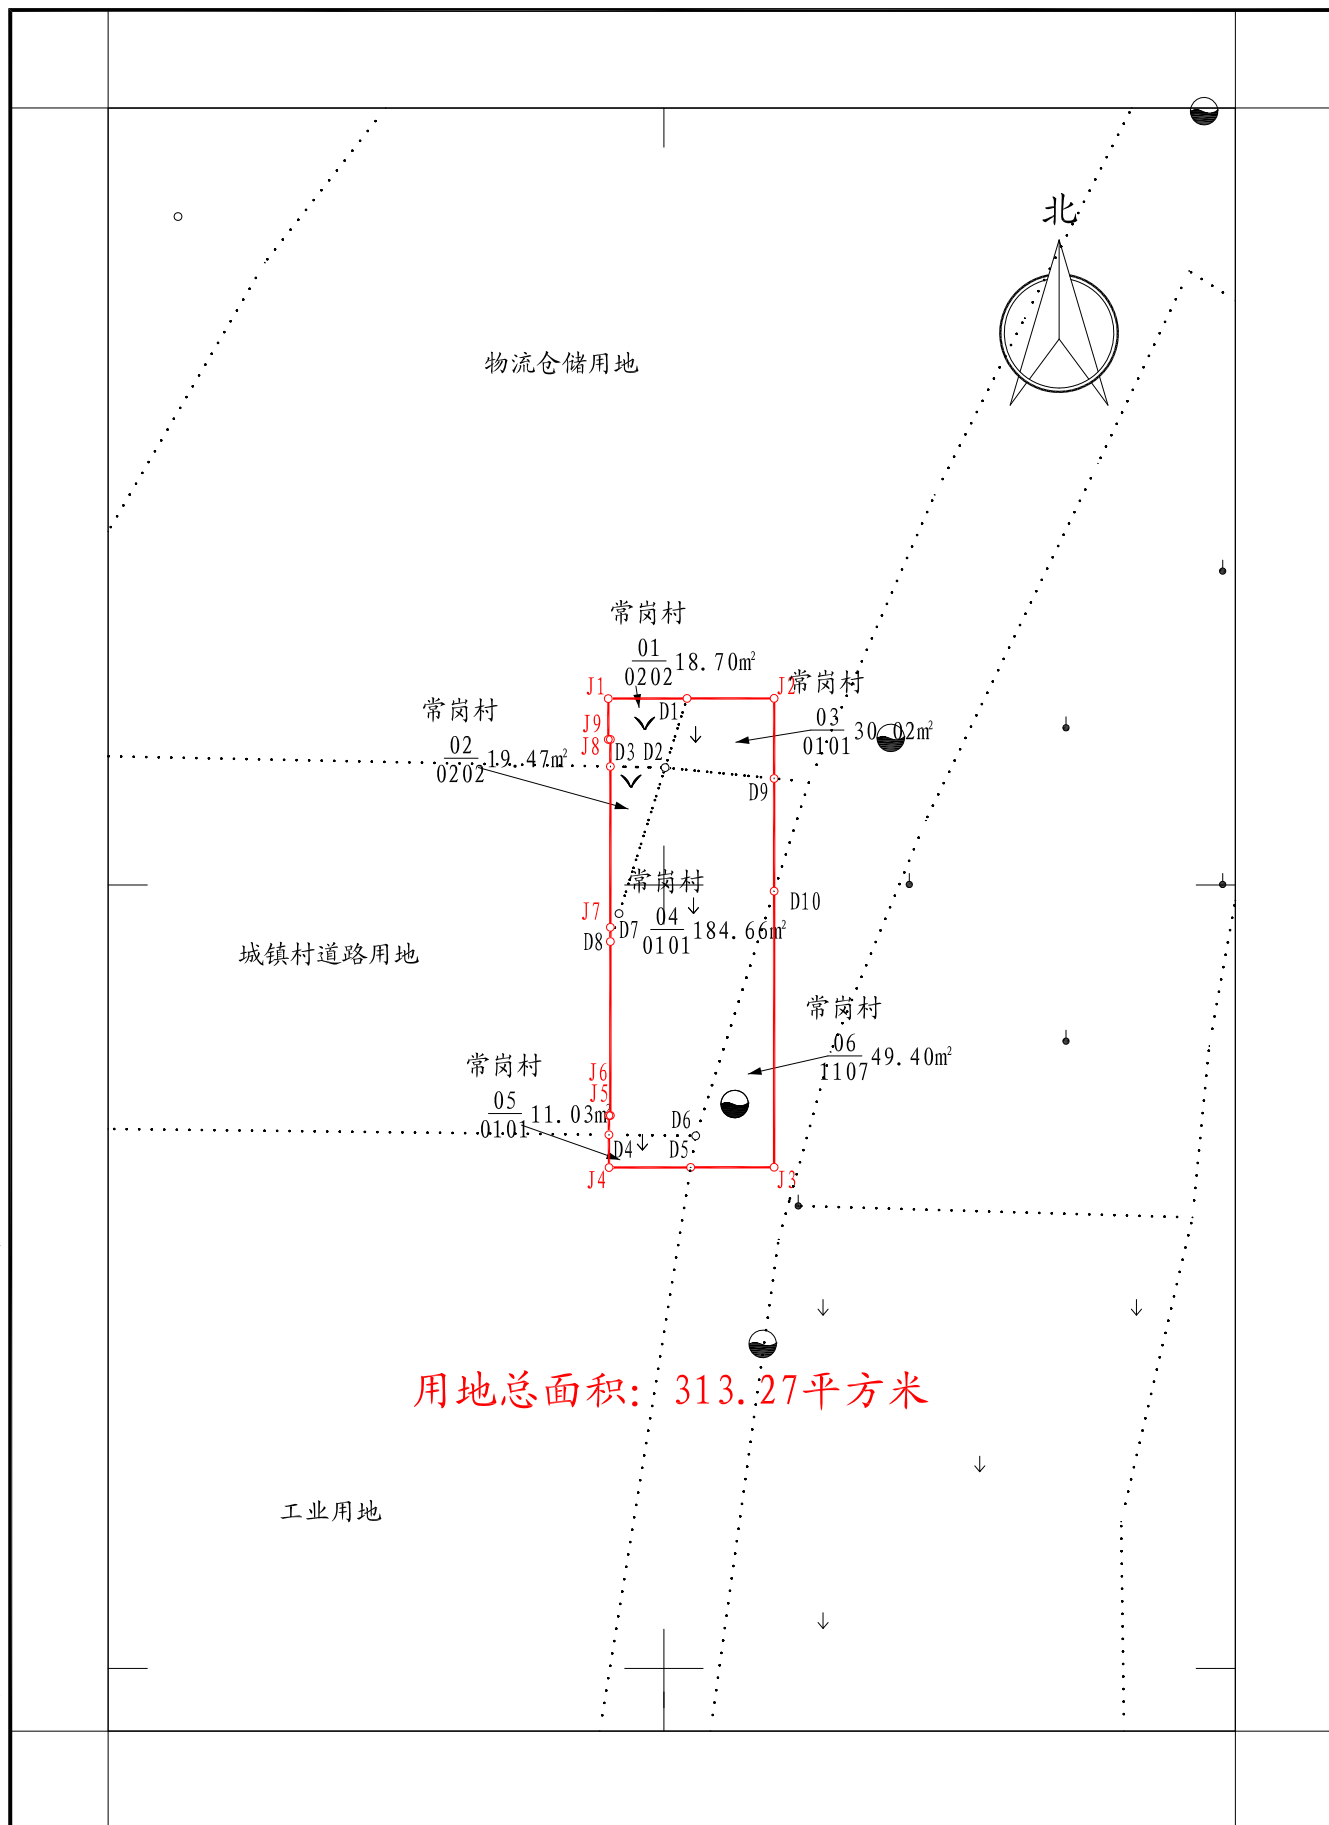 北
物流仓储用地
常岗村
01
0202
18.70m²
J1
J2
常岗村
D1
常岗村
03
0101
30.02m²
J9
J8
02
0202
19.47m²
D3
D2
D9
常岗村
D10
J7
D7
04
0101
184.66m²
D8
城镇村道路用地
常岗村
06
1107
49.40m²
常岗村
J6
J5
05
0101
11.03m²
D6
D4
D5
J4
J3
用地总面积：313.27平方米
工业用地